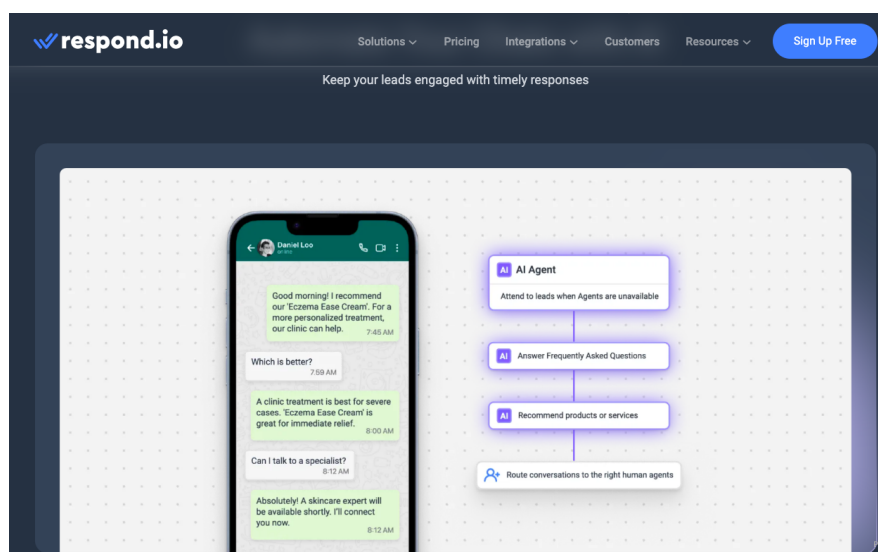 respond.io
Solutions
Pricing
Integrations
Customers
Resources
Sign Up Free
Keep your leads engaged with timely responses
Daniel Loo
Good morning! I recommend
our 'Eczema Ease Cream'. For a
more personalized treatment,
our clinic can help.
7:45 AM
Which is better?
7:59 AM
A clinic treatment is best for severe
cases. 'Eczema Ease Cream' is
great for immediate relief.
8:00 AM
Can I talk to a specialist?
8:12 AM
Absolutely! A skincare expert will
be available shortly. I'll connect
you now.
8:12 AM
AI AI Agent
Attend to leads when Agents are unavailable
AI Answer Frequently Asked Questions
AI Recommend products or services
Route conversations to the right human agents